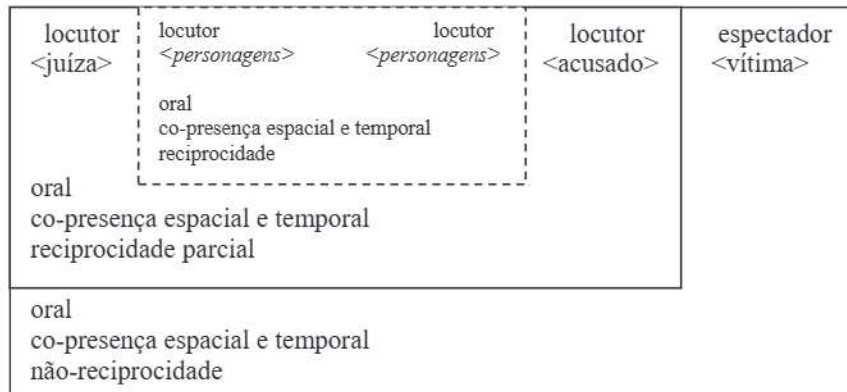 locutor
<juíza>
locutor
<personagens>
locutor
<personagens>
oral
co-presença espacial e temporal
reciprocidade
locutor
<acusado>
espectador
<vítima>
oral
co-presença espacial e temporal
reciprocidade parcial
oral
co-presença espacial e temporal
não-reciprocidade